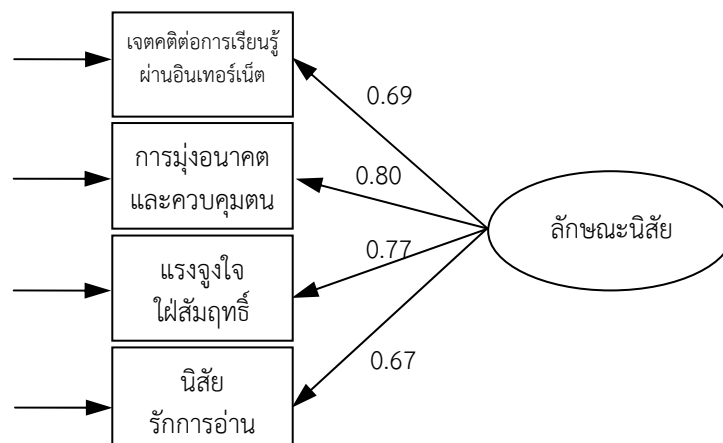 เจตคติต่อการเรียนรู้
ผ่านอินเทอร์เน็ต
0.69
การมุ่งอนาคต
และควบคุมตน
0.80
ลักษณะนิสัย
แรงจูงใจ
ใฝ่สัมฤทธิ์
0.77
นิสัย
รักการอ่าน
0.67